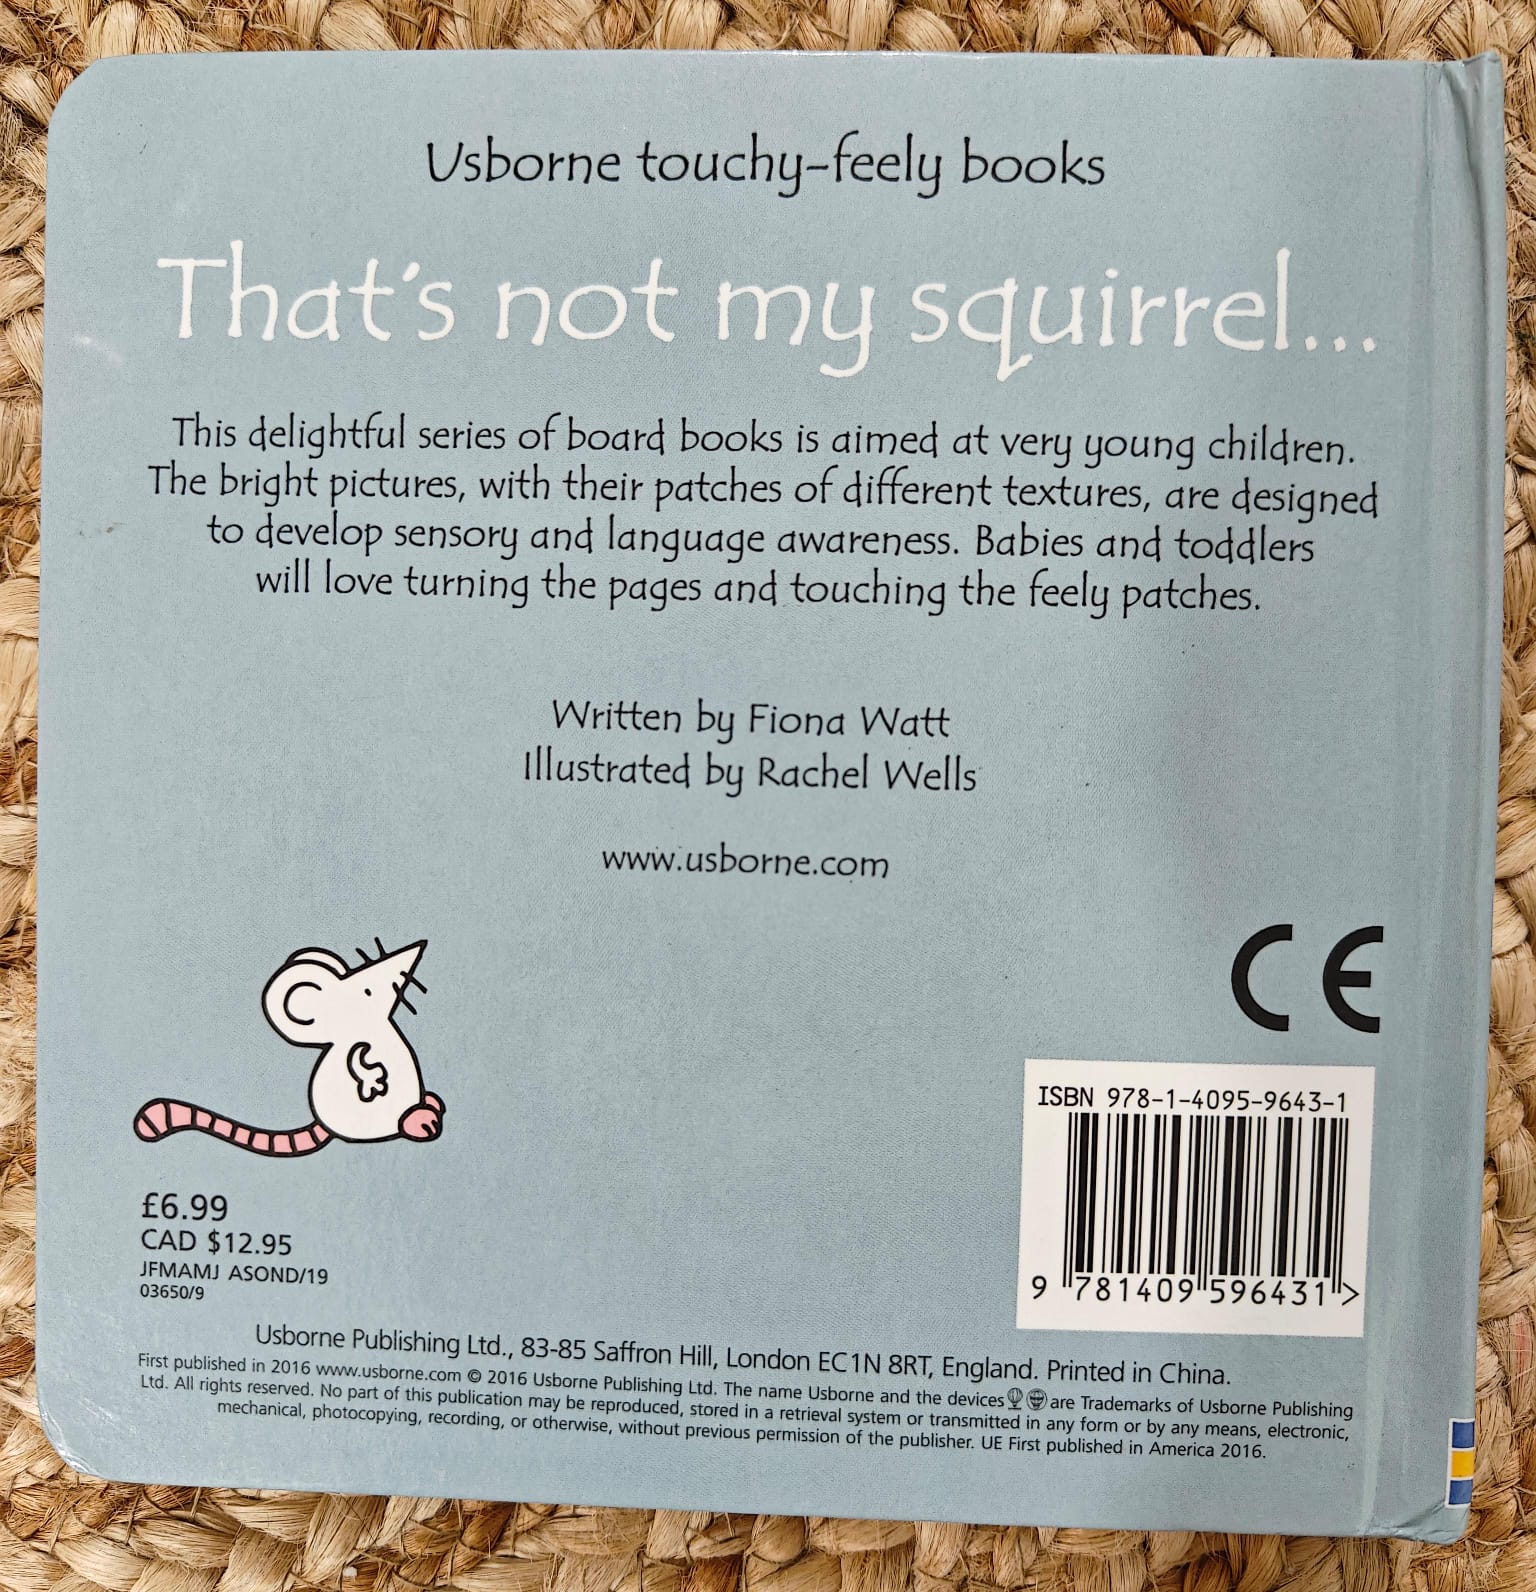 Usborne touchy-feely books
That's not my squirrel...
This delightful series of board books is aimed at very young children.
The bright pictures, with their patches of different textures, are designed
to develop sensory and language awareness. Babies and toddlers
will love turning the pages and touching the feely patches.
Written by Fiona Watt
Illustrated by Rachel Wells
www.usborne.com
CE
ISBN 978-1-4095-9643-1
9 781409 596431 >
£6.99
CAD $12.95
JFMAMJ ASOND/19
03650/9
Usborne Publishing Ltd., 83-85 Saffron Hill, London EC1N 8RT, England. Printed in China.
First published in 2016 www.usborne.com © 2016 Usborne Publishing Ltd. The name Usborne and the devices are Trademarks of Usborne Publishing
Ltd. All rights reserved. No part of this publication may be reproduced, stored in a retrieval system or transmitted in any form or by any means, electronic,
mechanical, photocopying, recording, or otherwise, without previous permission of the publisher. UE First published in America 2016.